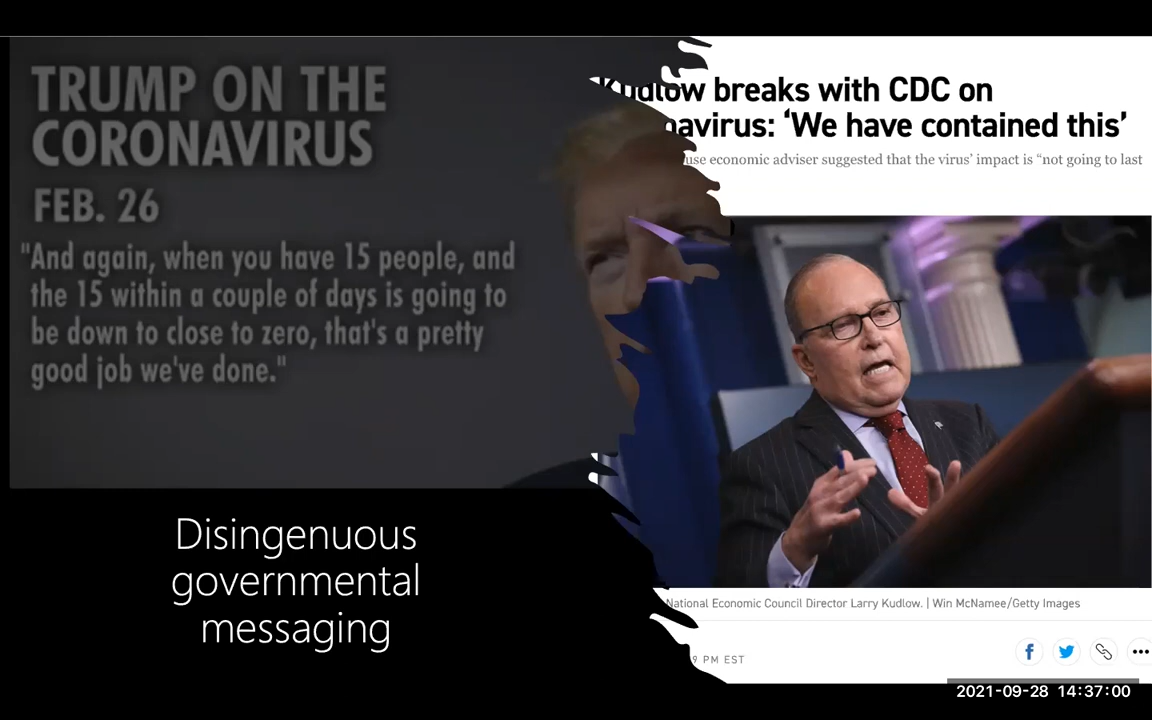 TRUMP ON THE
CORONAVIRUS
FEB. 26
"And again, when you have 15 people, and
the 15 within a couple of days is going to
be down to close to zero, that's a pretty
good job we've done."
Disingenuous
governmental
messaging
Kudlow breaks with CDC on
navirus: ‘We have contained this’
use economic adviser suggested that the virus’ impact is “not going to last
National Economic Council Director Larry Kudlow. | Win McNamee/Getty Images
9 PM EST
2021-09-28 14:37:00